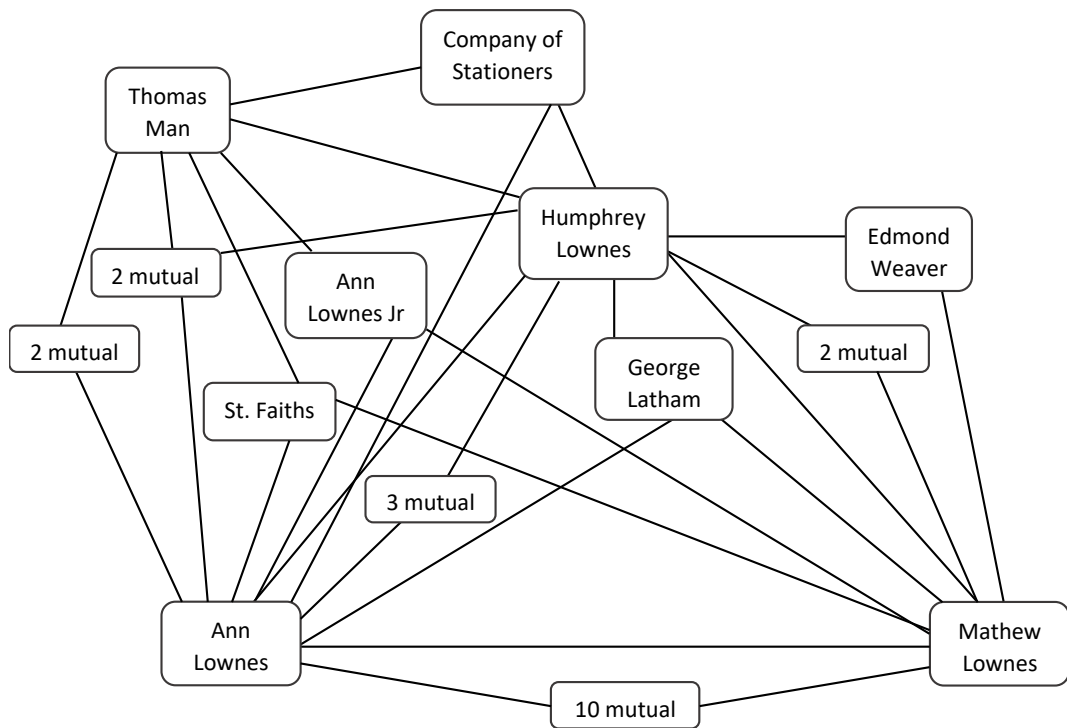 Company of
Stationers
Thomas
Man
Humphrey
Lownes
Edmond
Weaver
2 mutual
Ann
Lownes Jr
2 mutual
2 mutual
George
Latham
St. Faiths
3 mutual
Ann
Lownes
Mathew
Lownes
10 mutual